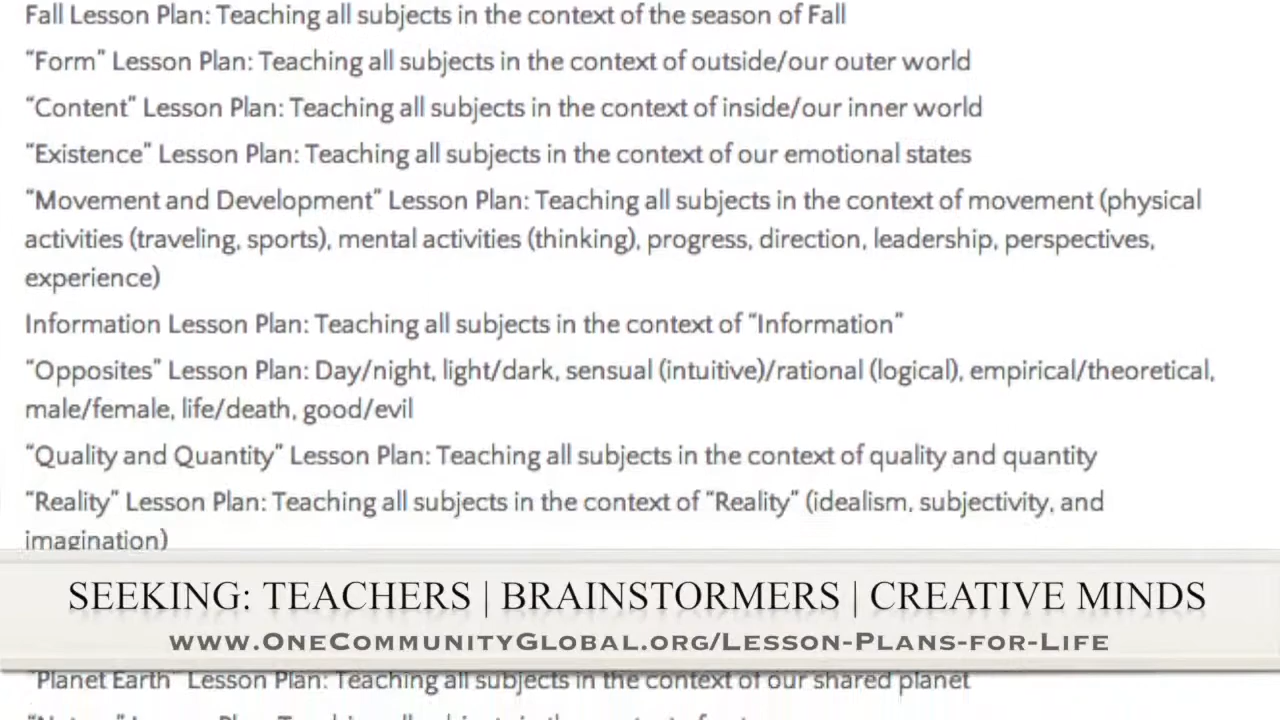 Fall Lesson Plan: Teaching all subjects in the context of the season of Fall
“Form” Lesson Plan: Teaching all subjects in the context of outside/our outer world
“Content” Lesson Plan: Teaching all subjects in the context of inside/our inner world
“Existence” Lesson Plan: Teaching all subjects in the context of our emotional states
“Movement and Development” Lesson Plan: Teaching all subjects in the context of movement (physical
activities (traveling, sports), mental activities (thinking), progress, direction, leadership, perspectives,
experience)
Information Lesson Plan: Teaching all subjects in the context of “Information”
“Opposites” Lesson Plan: Day/night, light/dark, sensual (intuitive)/rational (logical), empirical/theoretical,
male/female, life/death, good/evil
“Quality and Quantity” Lesson Plan: Teaching all subjects in the context of quality and quantity
“Reality” Lesson Plan: Teaching all subjects in the context of “Reality” (idealism, subjectivity, and
imagination)
SEEKING: TEACHERS | BRAINSTORMERS | CREATIVE MINDS
www.OneCommunityGlobal.org/Lesson-Plans-for-Life
“Planet Earth” Lesson Plan: Teaching all subjects in the context of our shared planet